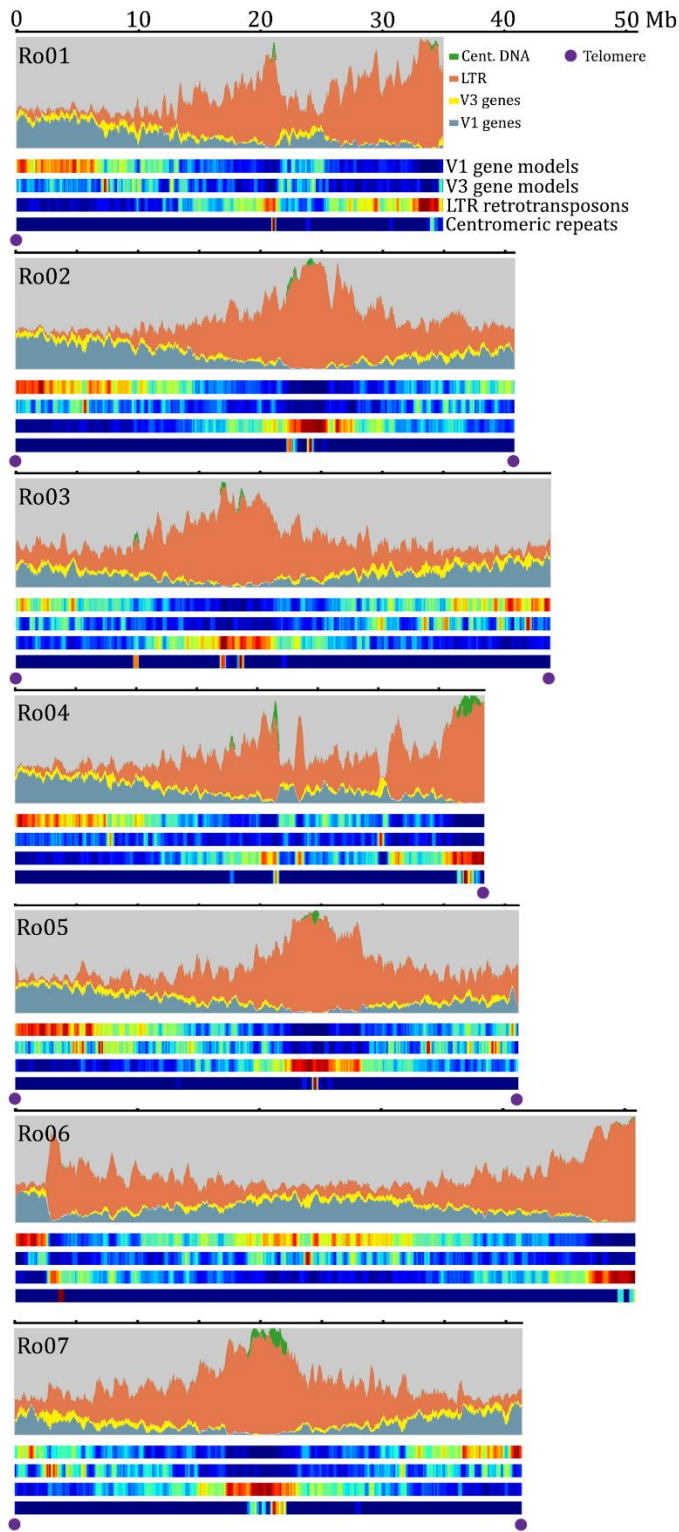 0 10 20 30 40 50 Mb
Ro01
Cent. DNA Telomere
LTR
V3 genes
V1 genes
V1 gene models
V3 gene models
LTR retrotransposons
Centromeric repeats
Ro02
Ro03
Ro04
Ro05
Ro06
Ro07